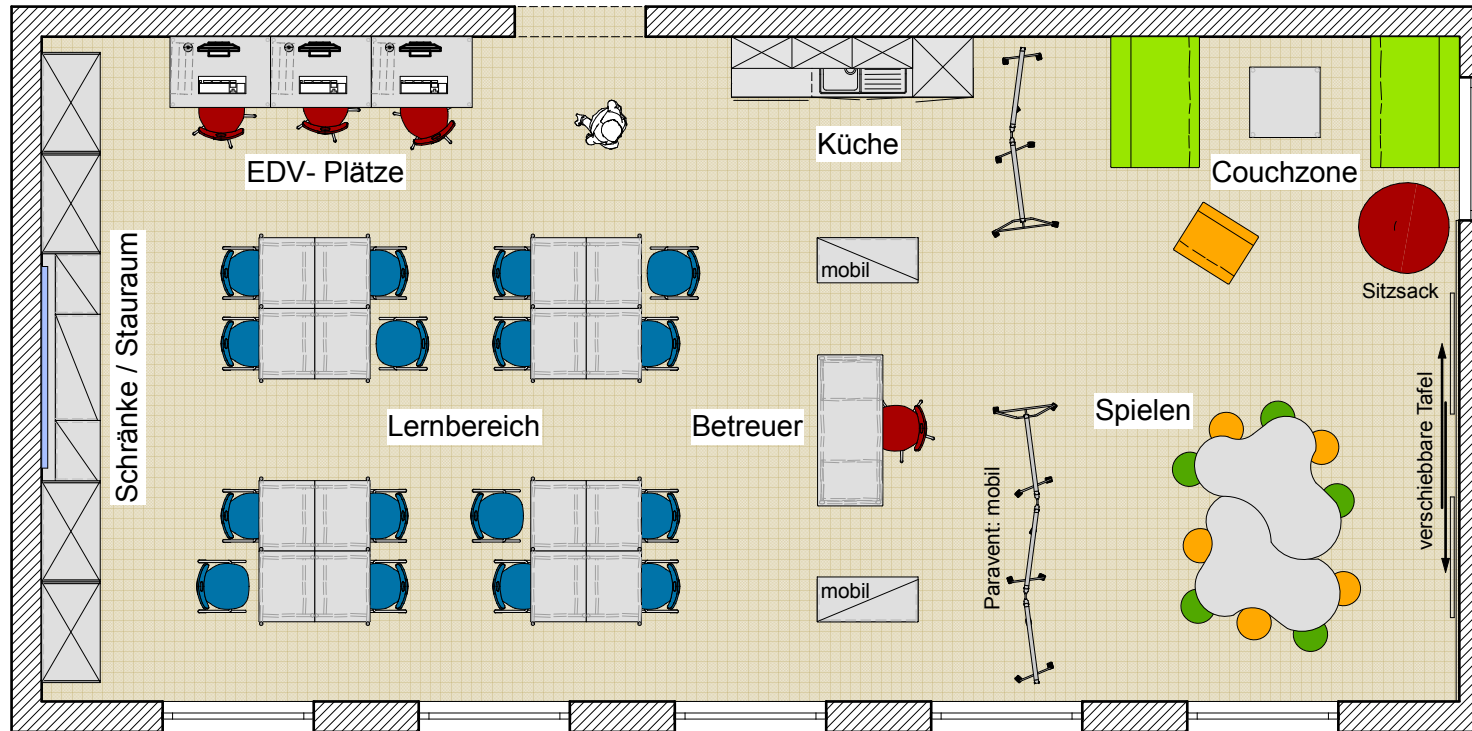 EDV- Plätze
Küche
Couchzone
Schränke / Stauraum
mobil
Sitzsack
Lernbereich
Betreuer
Spielen
verschiebbare Tafel
Paravent: mobil
mobil